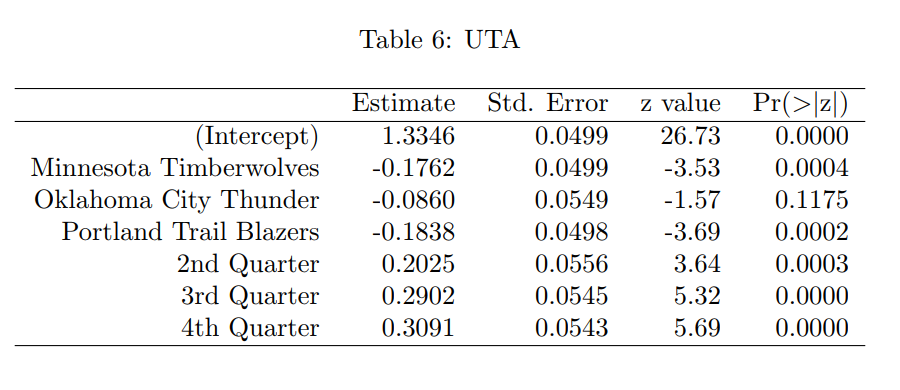 Table 6: UTA
Estimate Std. Error z value Pr(>|z|)
(Intercept) 1.3346 0.0499 26.73 0.0000
Minnesota Timberwolves -0.1762 0.0499 -3.53 0.0004
Oklahoma City Thunder -0.0860 0.0549 -1.57 0.1175
Portland Trail Blazers -0.1838 0.0498 -3.69 0.0002
2nd Quarter 0.2025 0.0556 3.64 0.0003
3rd Quarter 0.2902 0.0545 5.32 0.0000
4th Quarter 0.3091 0.0543 5.69 0.0000